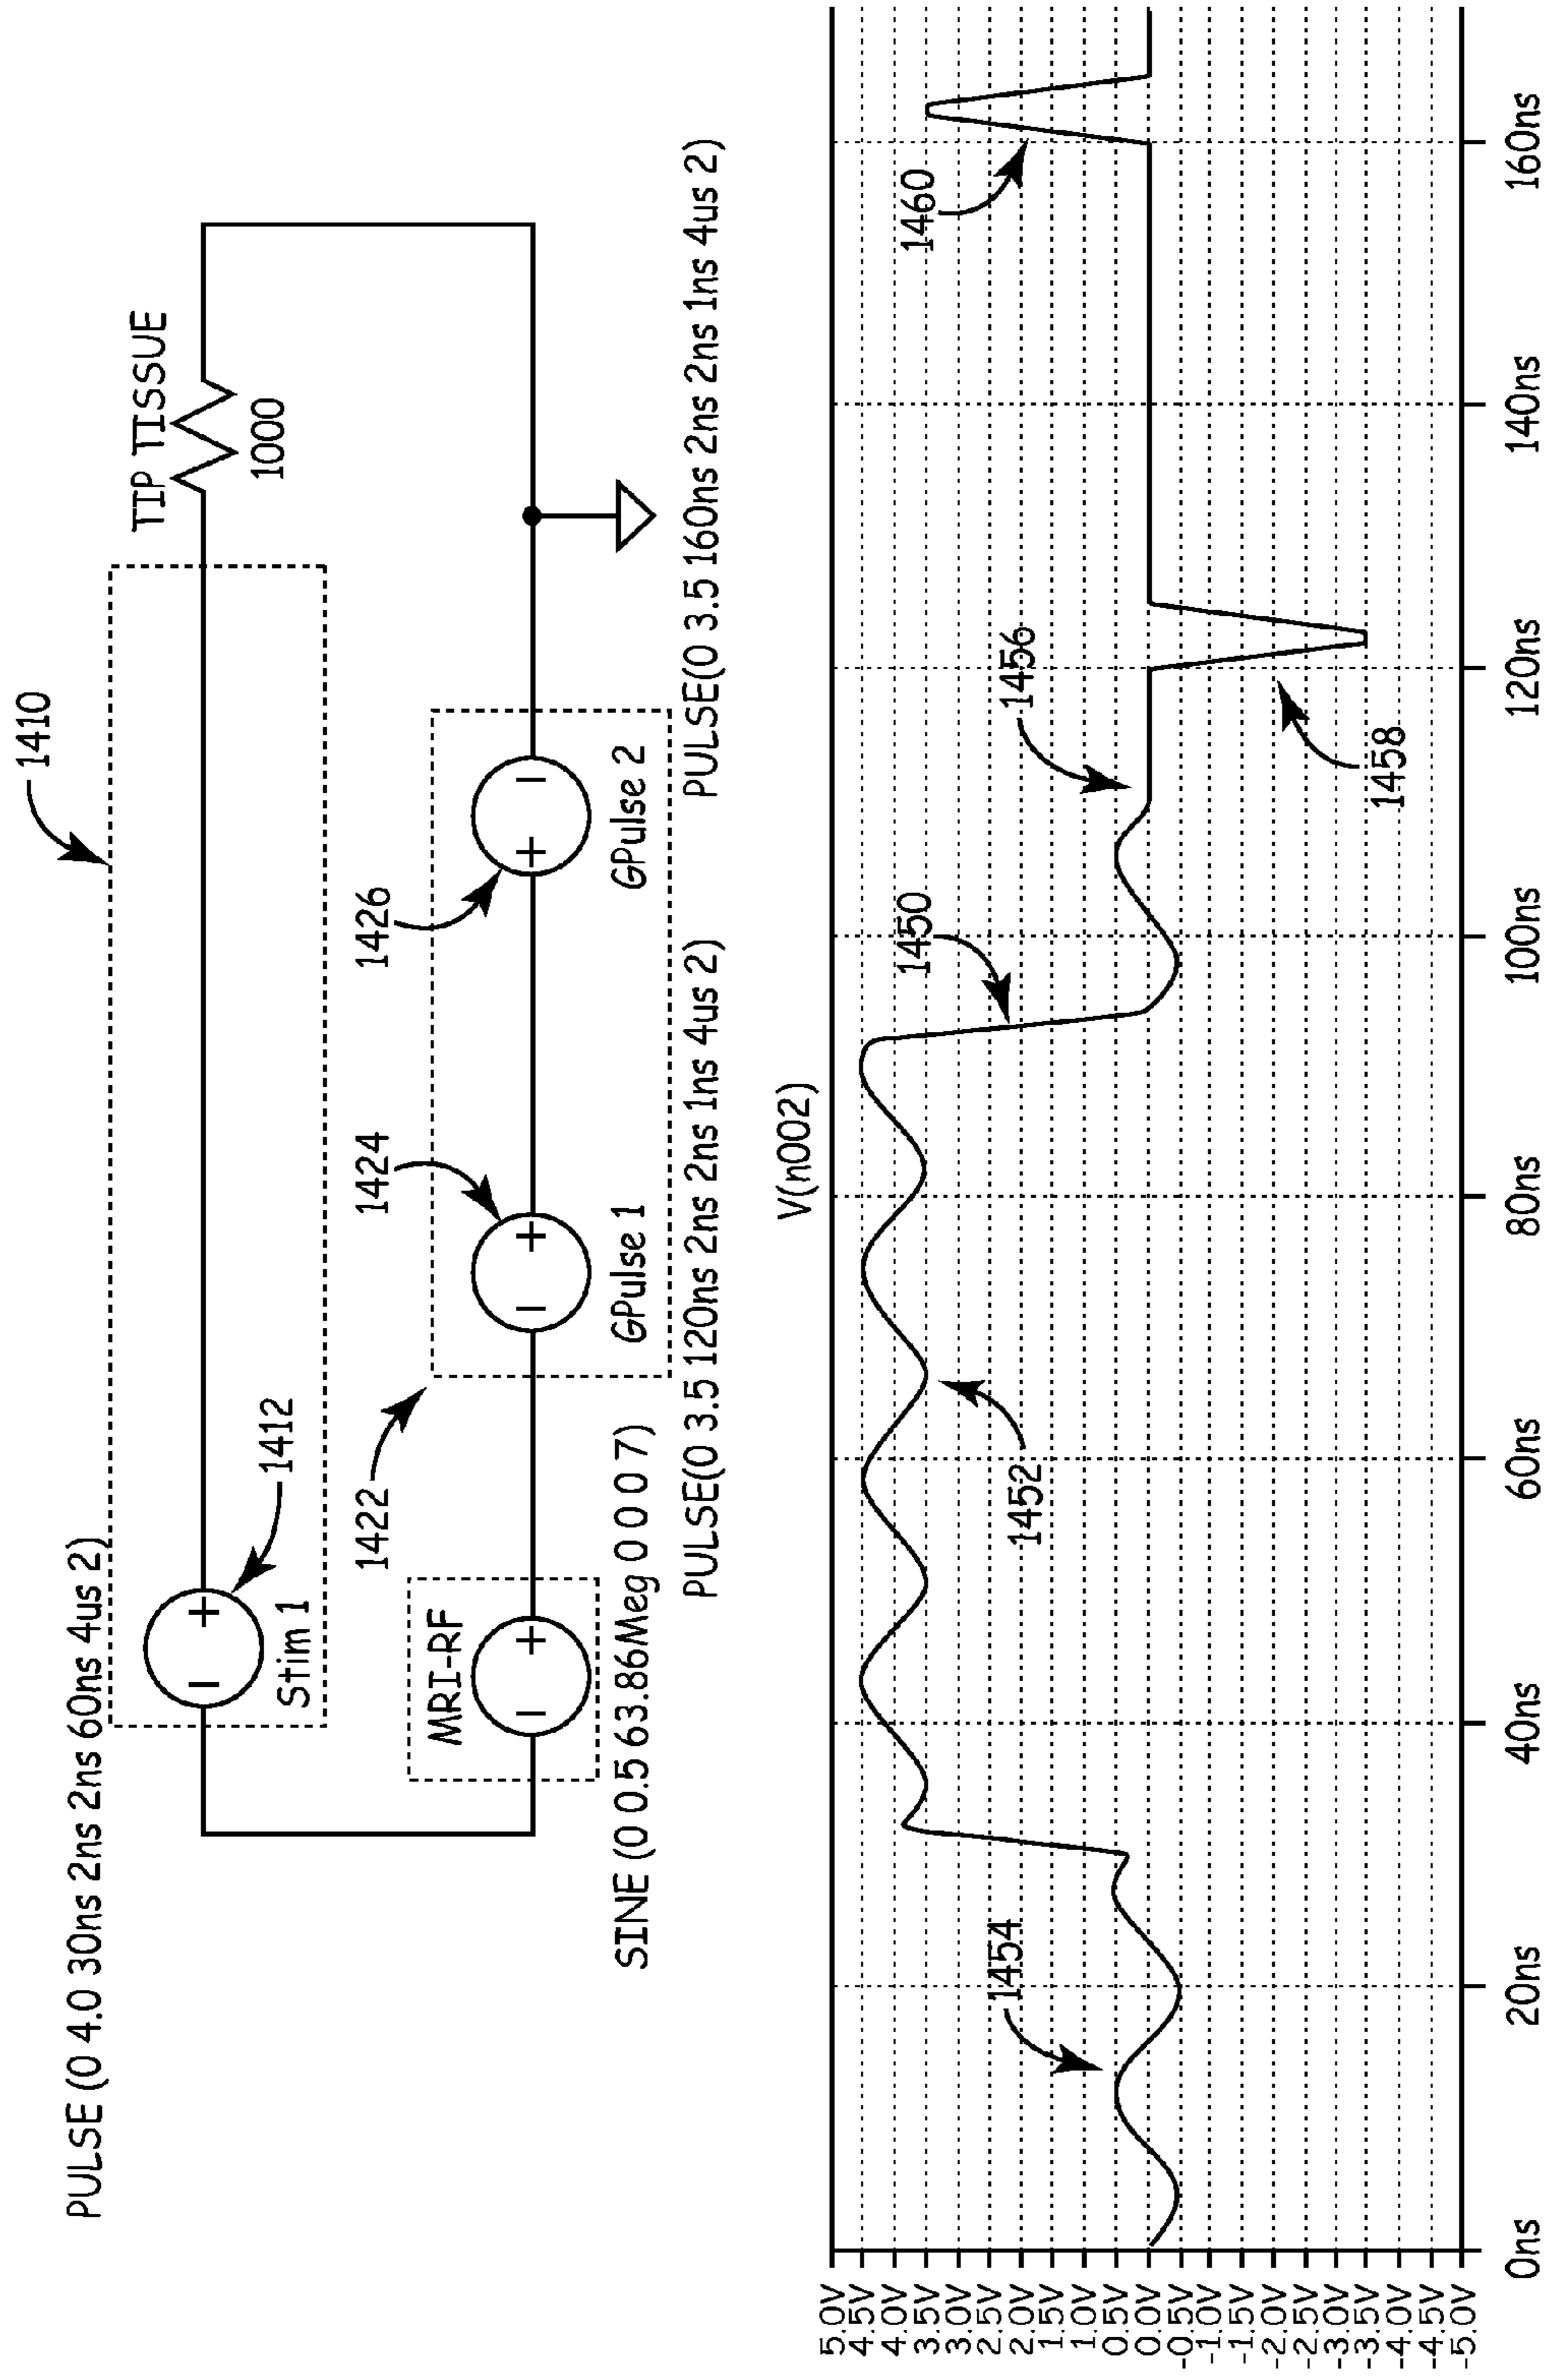 1410
PULSE (0 4.0 30ns 2ns 2ns 60ns 4us 2)
TIP TISSUE
1000
1412
Stim 1
1422
1424
1426
MRI-RF
GPulse 1
GPulse 2
SINE (0 0.5 63.86Meg 0 0 0 7)
PULSE(0 3.5 120ns 2ns 2ns 1ns 4us 2)
PULSE(0 3.5 160ns 2ns 2ns 1ns 4us 2)
V(n002)
5.0V
4.5V
4.0V
3.5V
3.0V
2.5V
2.0V
1.5V
1.0V
0.5V
0.0V
-0.5V
-1.0V
-1.5V
-2.0V
-2.5V
-3.0V
-3.5V
-4.5V
-5.0V
1454
1452
1450
1456
1458
1460
0ns
20ns
40ns
60ns
80ns
100ns
120ns
140ns
160ns